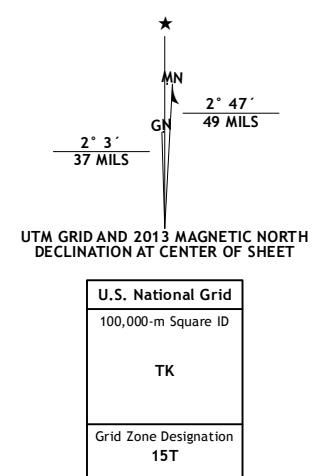 ★
MN
2° 47´
49 MILS
GN
2° 3´
37 MILS
UTM GRID AND 2013 MAGNETIC NORTH
DECLINATION AT CENTER OF SHEET
U.S. National Grid
100,000-m Square ID
TK
Grid Zone Designation
15T